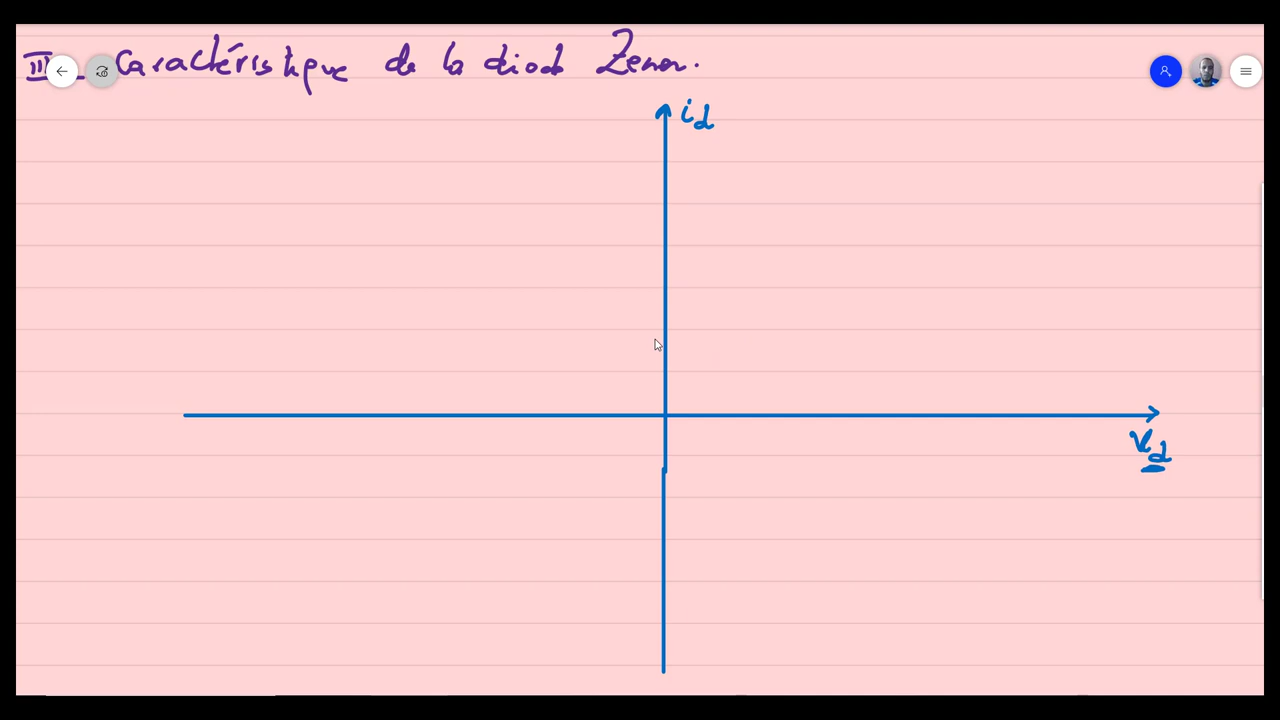 III _ Caractéristique de la diode Zener.
id
Vd